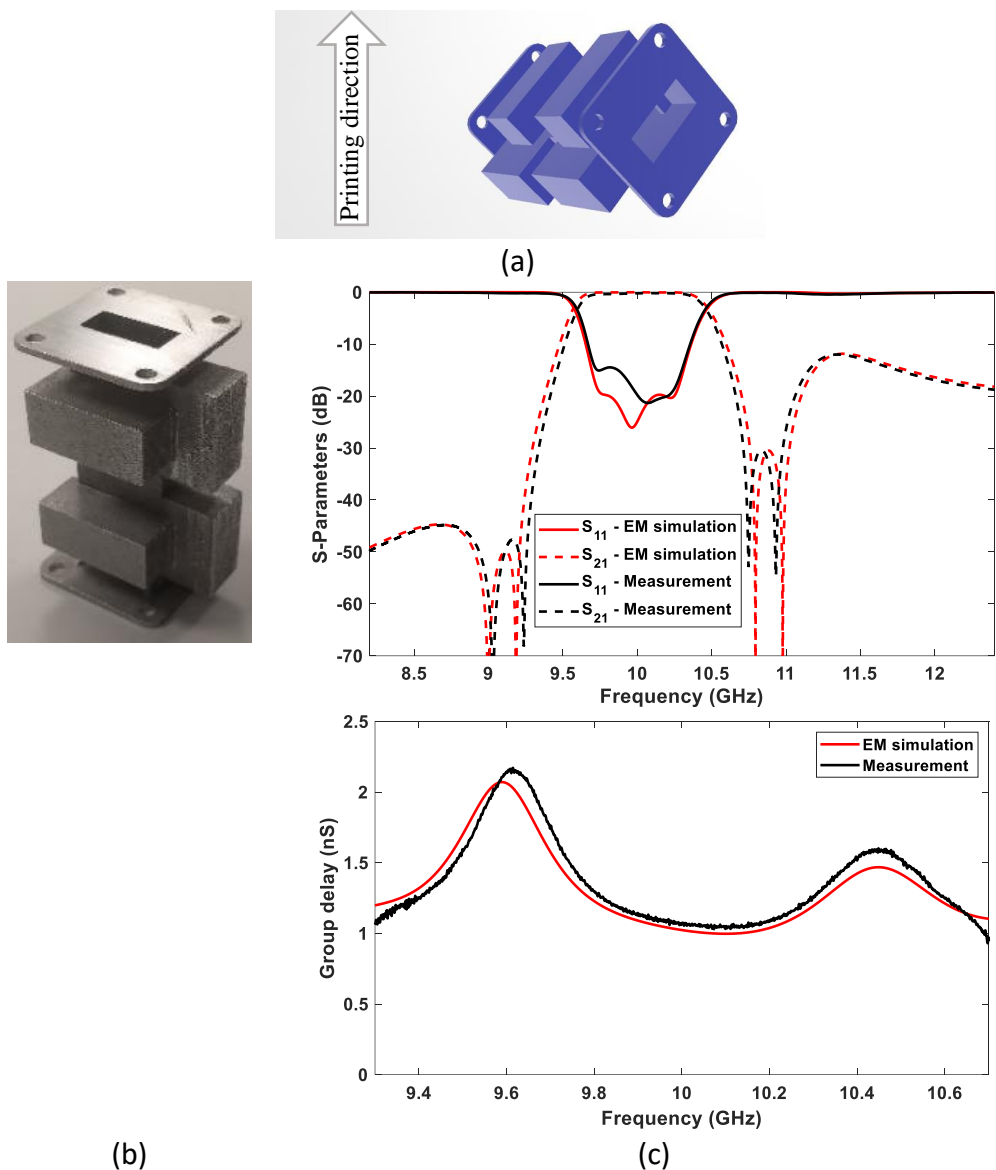 Printing direction
(a)
0
-10
-20
-30
-40
-50
-60
-70
S-Parameters (dB)
S11 - EM simulation
S21 - EM simulation
S11 - Measurement
S21 - Measurement
8.5 9 9.5 10 10.5 11 11.5 12
Frequency (GHz)
2.5
2
1.5
1
0.5
0
Group delay (nS)
EM simulation
Measurement
9.4 9.6 9.8 10 10.2 10.4 10.6
Frequency (GHz)
(b) (c)